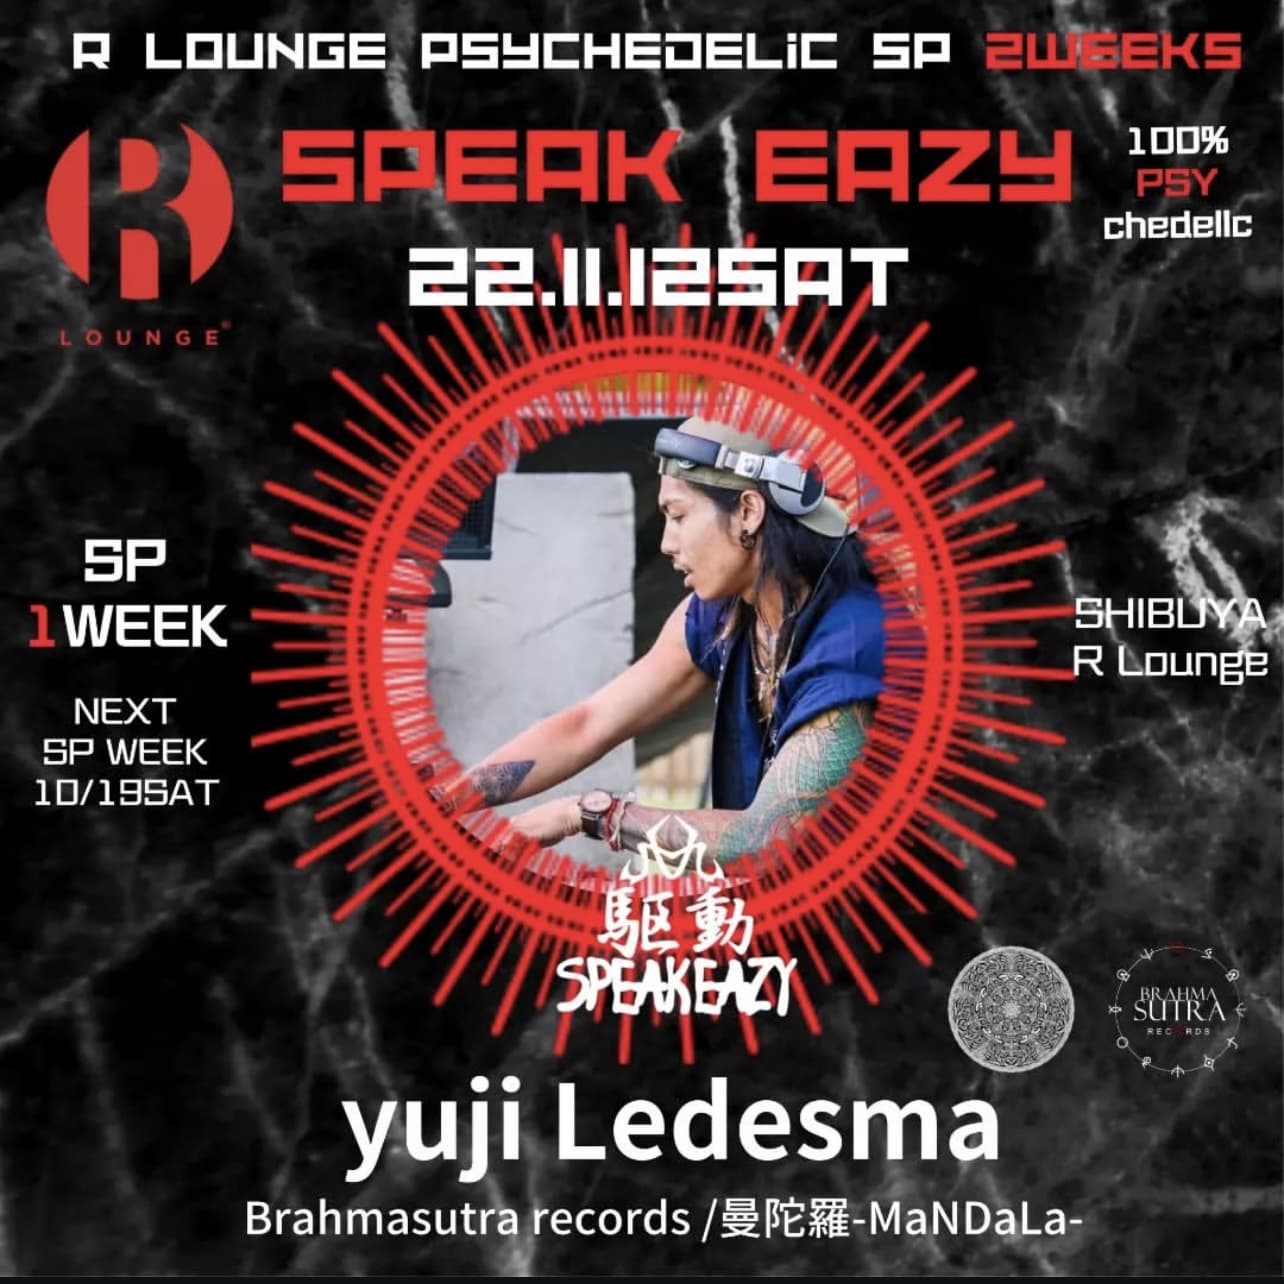 R LOUNGE PSYCHEDELiC SP 2WEEKS
SPEAK EAZY
100%
PSY
chedelic
22.11.12SAT
R
LOUNGE®
SP
1WEEK
NEXT
SP WEEK
10/19SAT
SHIBUYA
R Lounge
駆動
SPEAKEAZY
BRAHMA
SUTRA
RECORDS
yuji Ledesma
Brahmasutra records /曼陀羅-MaNDaLa-